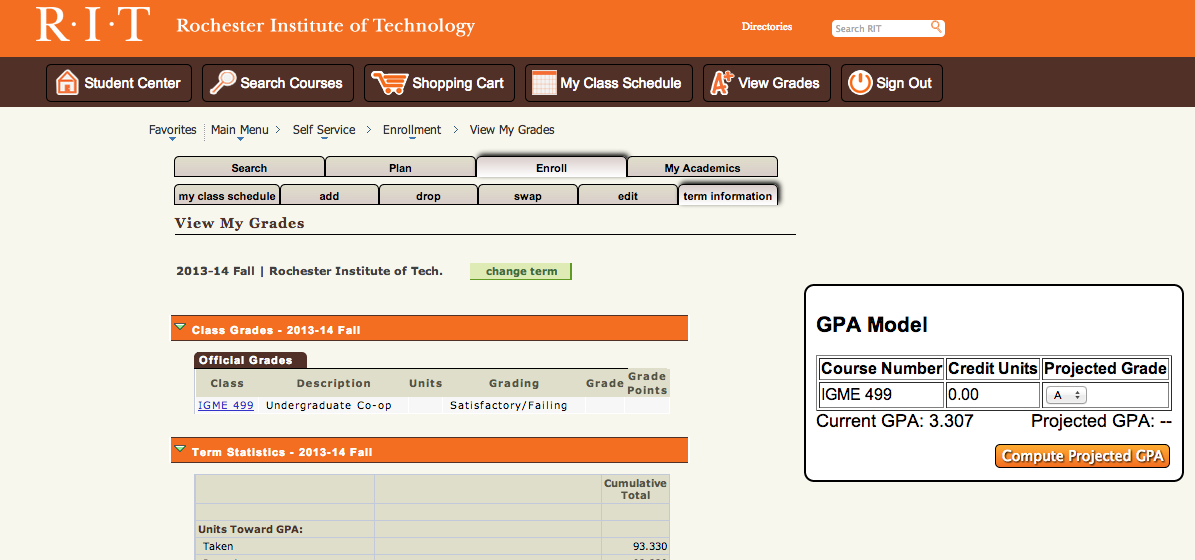 R·I·T Rochester Institute of Technology
Directories
Search RIT
Student Center Search Courses Shopping Cart My Class Schedule A+ View Grades Sign Out
Favorites Main Menu > Self Service > Enrollment > View My Grades
Search Plan Enroll My Academics
my class schedule add drop swap edit term information
View My Grades
2013-14 Fall | Rochester Institute of Tech. change term
Class Grades - 2013-14 Fall
Official Grades
Class Description Units Grading Grade Grade Points
IGME 499 Undergraduate Co-op Satisfactory/Failing
Term Statistics - 2013-14 Fall
Cumulative Total
Units Toward GPA:
Taken 93.330
GPA Model
Course Number Credit Units Projected Grade
IGME 499 0.00 A
Current GPA: 3.307 Projected GPA: --
Compute Projected GPA